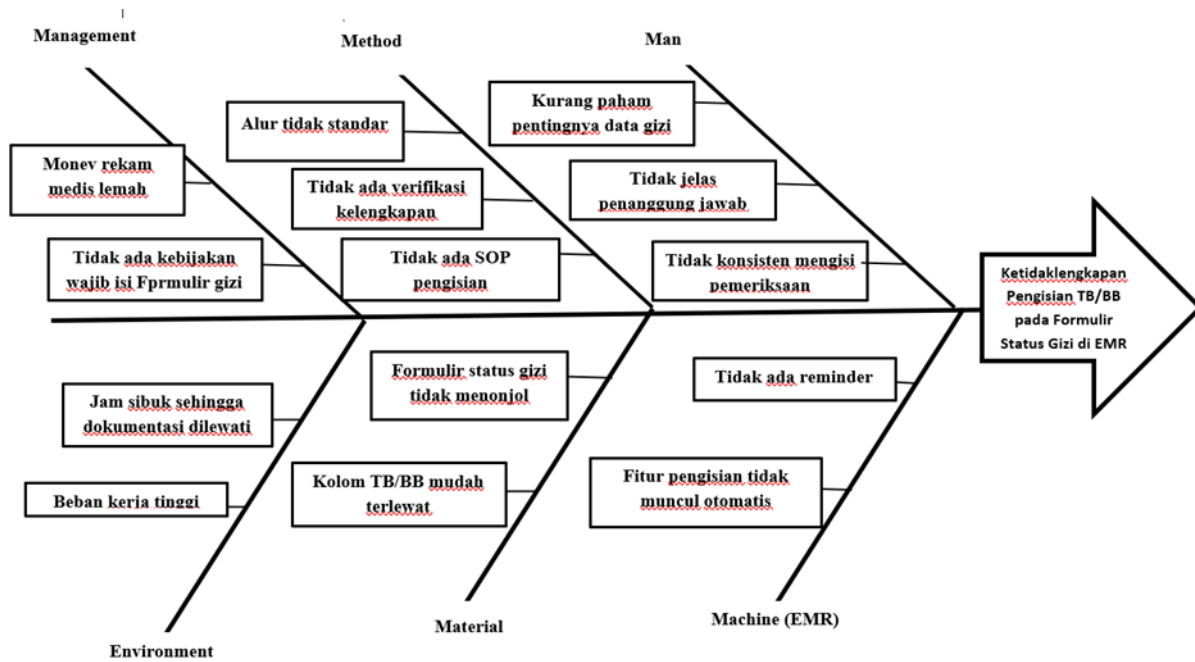 Management
Method
Man
Kurang paham
pentingnya data gizi
Alur tidak standar
Monev rekam
medis lemah
Tidak ada verifikasi
kelengkapan
Tidak jelas
penanggung jawab
Tidak ada kebijakan
wajib isi Fprmulir gizi
Tidak ada SOP
pengisian
Tidak konsisten mengisi
pemeriksaan
Ketidaklengkapan
Pengisian TB/BB
pada Formulir
Status Gizi di EMR
Jam sibuk sehingga
dokumentasi dilewati
Formulir status gizi
tidak menonjol
Tidak ada reminder
Beban kerja tinggi
Kolom TB/BB mudah
terlewat
Fitur pengisian tidak
muncul otomatis
Environment
Material
Machine (EMR)